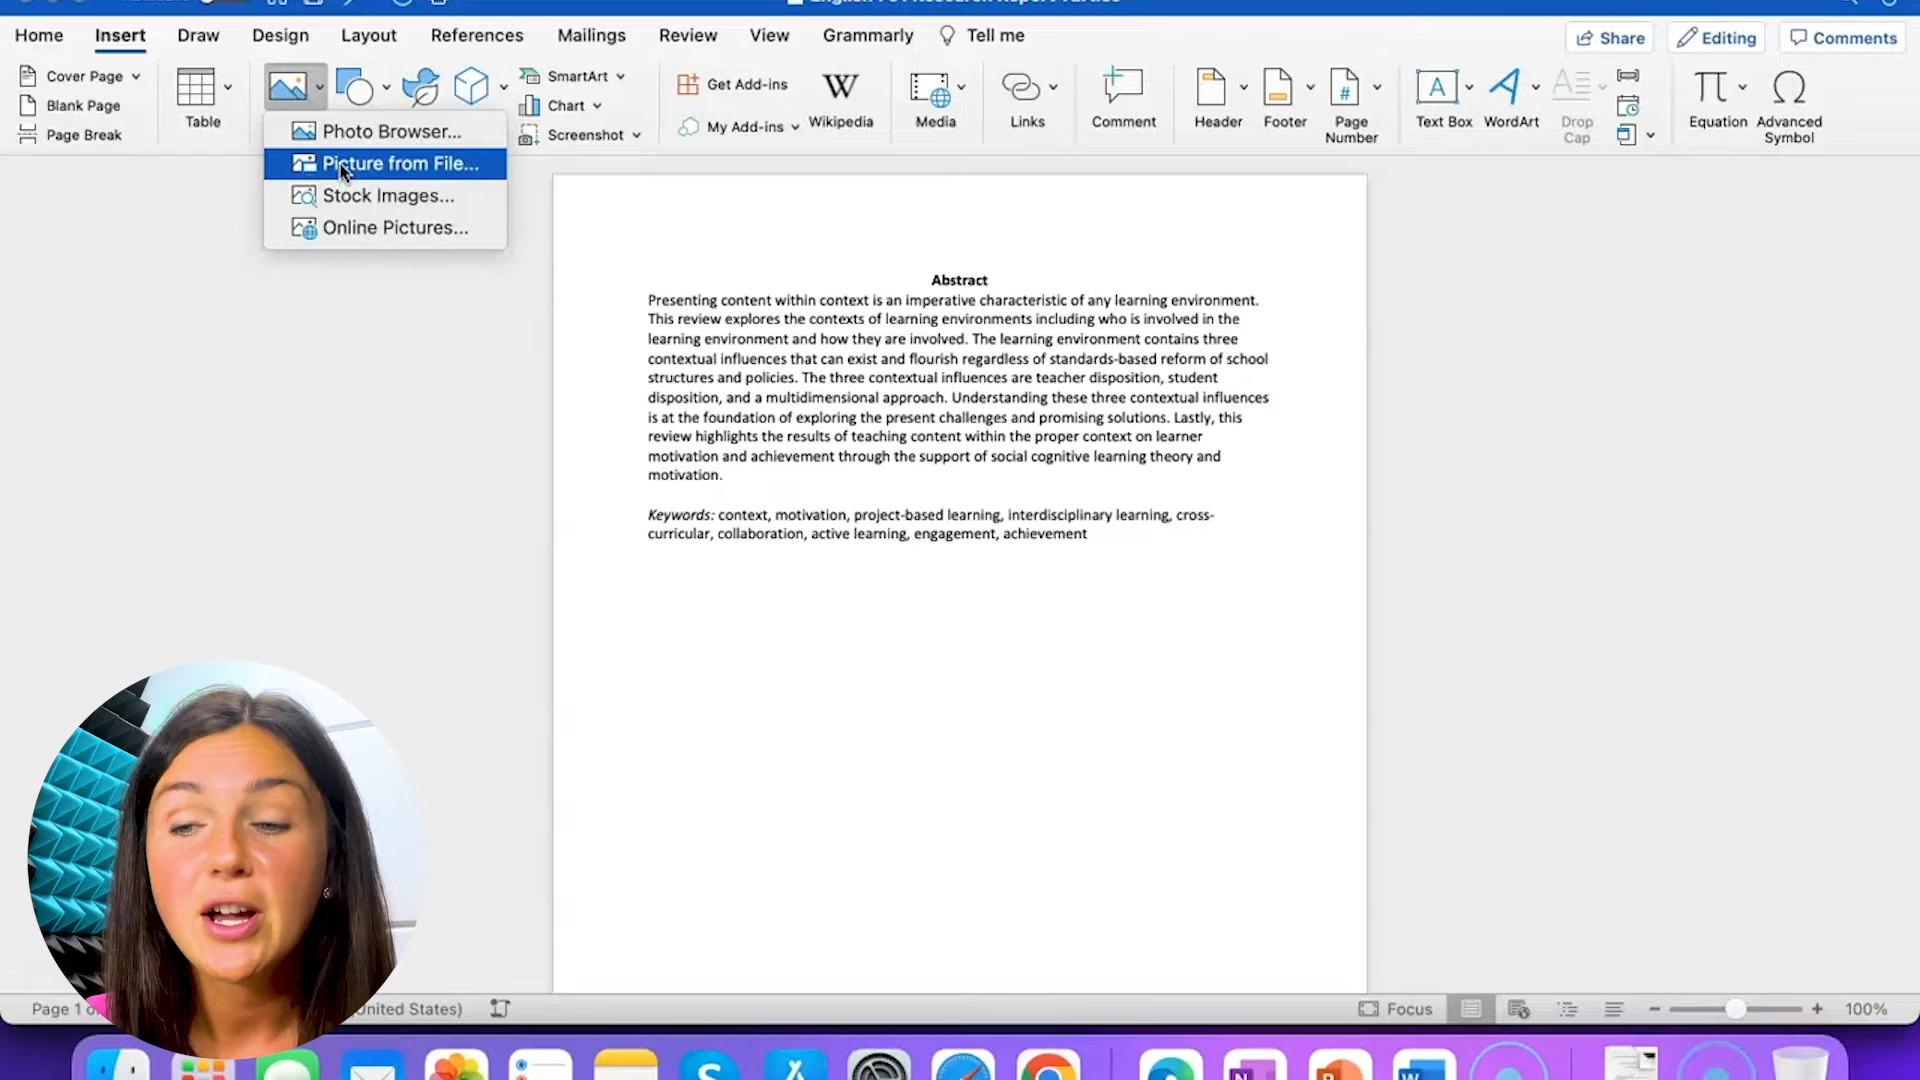 English 701 Research Report Turtles
Home Insert Draw Design Layout References Mailings Review View Grammarly Tell me
Share Editing Comments
Cover Page
Blank Page
Page Break
Table
SmartArt
Chart
Screenshot
Get Add-ins
My Add-ins
Wikipedia
Media
Links
Comment
Header
Footer
Page
Number
Text Box
WordArt
Drop
Cap
Equation
Advanced
Symbol
Photo Browser...
Picture from File...
Stock Images...
Online Pictures...
Abstract
Presenting content within context is an imperative characteristic of any learning environment.
This review explores the contexts of learning environments including who is involved in the
learning environment and how they are involved. The learning environment contains three
contextual influences that can exist and flourish regardless of standards-based reform of school
structures and policies. The three contextual influences are teacher disposition, student
disposition, and a multidimensional approach. Understanding these three contextual influences
is at the foundation of exploring the present challenges and promising solutions. Lastly, this
review highlights the results of teaching content within the proper context on learner
motivation and achievement through the support of social cognitive learning theory and
motivation.
Keywords: context, motivation, project-based learning, interdisciplinary learning, cross-
curricular, collaboration, active learning, engagement, achievement
Page 1 United States) Focus 100%